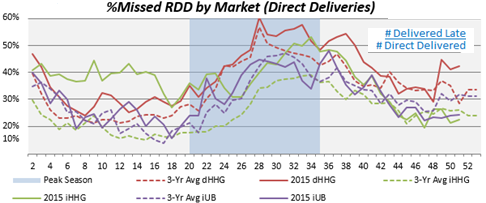 %Missed RDD by Market (Direct Deliveries)
60%
50%
40%
30%
20%
10%
# Delivered Late
# Direct Delivered
2 4 6 8 10 12 14 16 18 20 22 24 26 28 30 32 34 36 38 40 42 44 46 48 50 52
Peak Season 3-Yr Avg dHHG 2015 dHHG 3-Yr Avg iHHG
2015 iHHG 3-Yr Avg iUB 2015 iUB